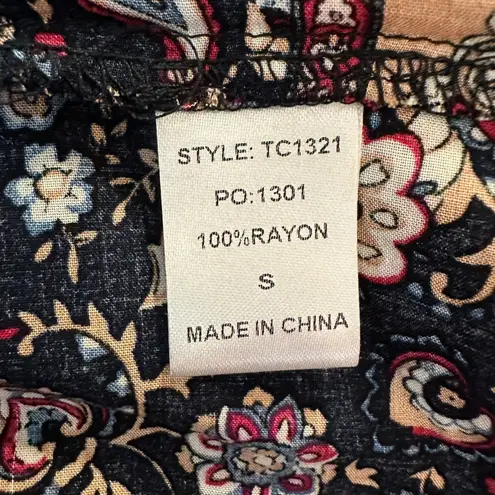 STYLE: TC1321
PO:1301
100%RAYON
S
MADE IN CHINA